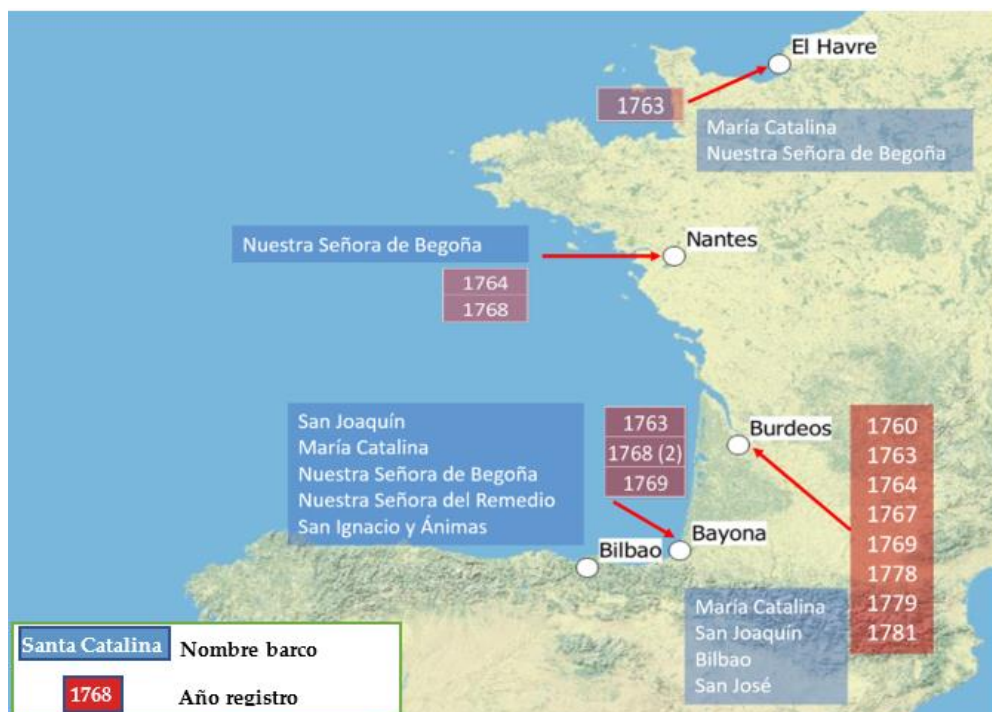 El Havre
1763
María Catalina
Nuestra Señora de Begoña
Nuestra Señora de Begoña
Nantes
1764
1768
San Joaquín
María Catalina
Nuestra Señora de Begoña
Nuestra Señora del Remedio
San Ignacio y Ánimas
1763
1768 (2)
1769
Burdeos
1760
1763
1764
1767
1769
1778
1779
1781
Bilbao
Bayona
María Catalina
San Joaquín
Bilbao
San José
Santa Catalina Nombre barco
1768 Año registro